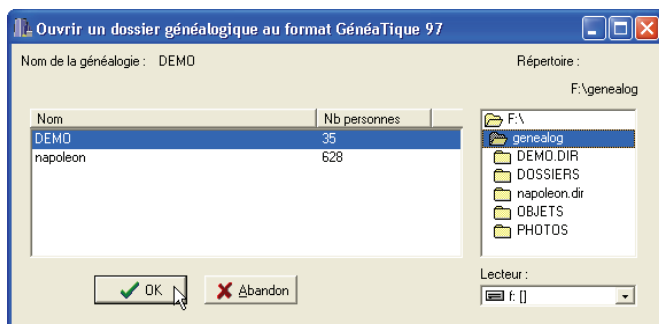 Ouvrir un dossier généalogique au format GénéaTique 97
Nom de la généalogie : DEMO
Répertoire :
F:\genealog
Nom Nb personnes
DEMO 35
napoleon 628
F:\
genealog
DEMO.DIR
DOSSIERS
napoleon.dir
OBJETS
PHOTOS
OK Abandon
Lecteur :
f: []